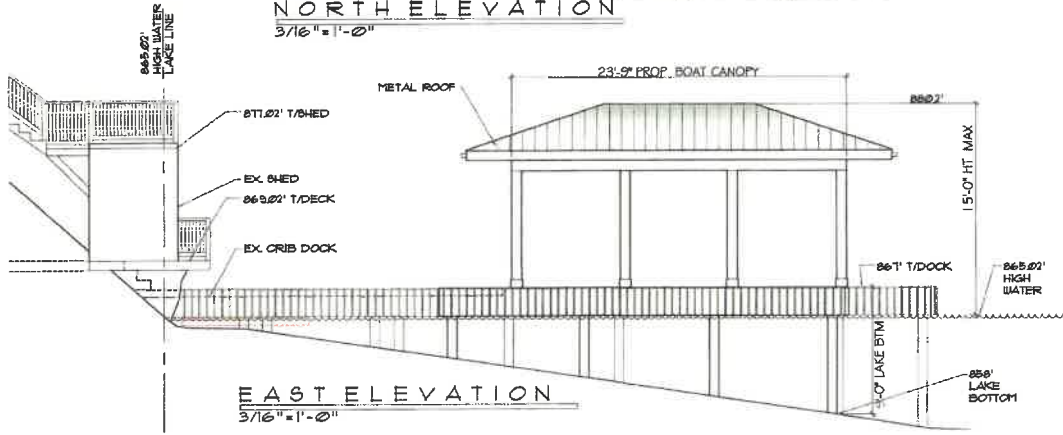 NORTH ELEVATION
3/16"=1'-0"
865.02'
HIGH WATER
LAKE LINE
23'-9" PROP. BOAT CANOPY
METAL ROOF
880.2'
877.02' T/SHED
15'-0" HT MAX
EX. SHED
869.02' T/DECK
EX. CRIB DOCK
867' T/DOCK
865.02'
HIGH
WATER
LAKE BTM
858'
LAKE
BOTTOM
EAST ELEVATION
3/16"=1'-0"